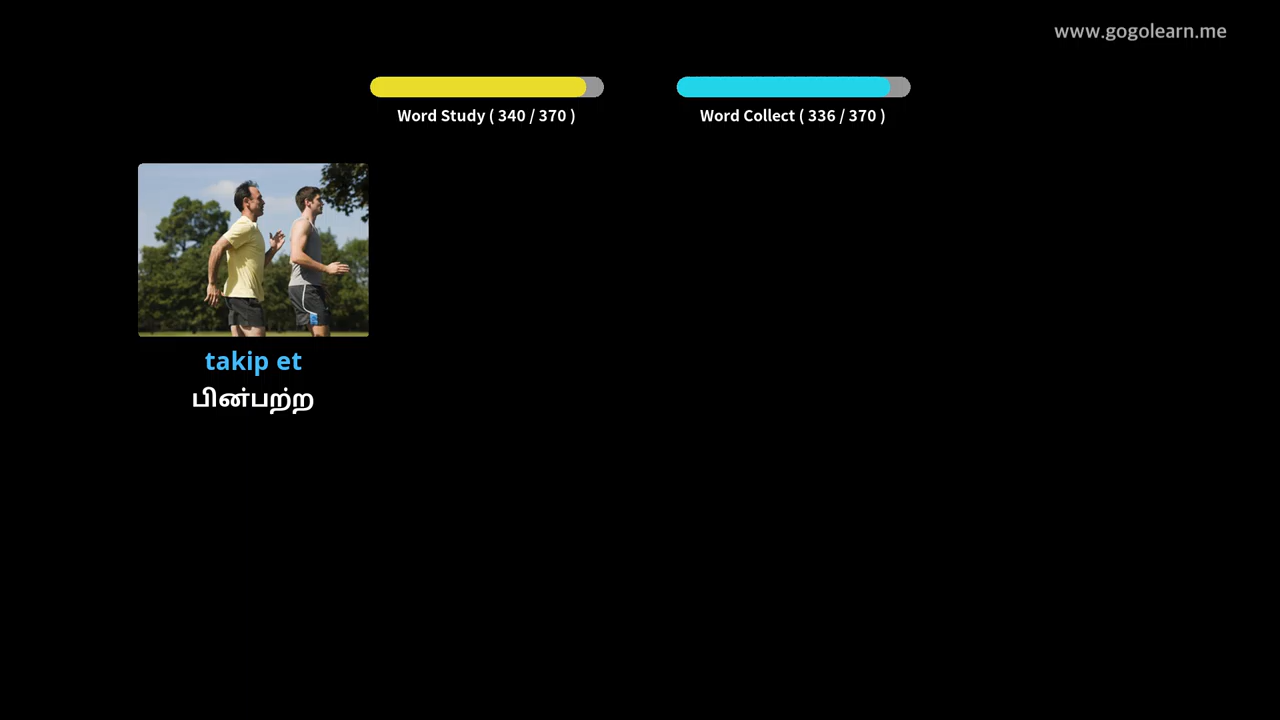 www.gogolearn.me
Word Study ( 340 / 370 )
Word Collect ( 336 / 370 )
takip et
பின்பற்ற